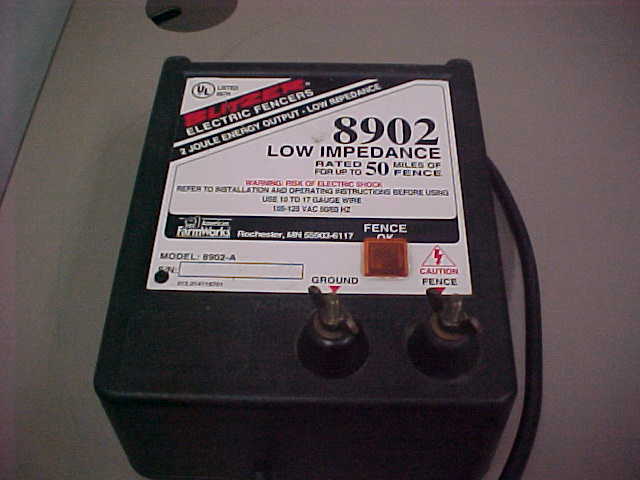 UL LISTED
BLITZER
ELECTRIC FENCERS
2 JOULE ENERGY OUTPUT - LOW IMPEDANCE
8902
LOW IMPEDANCE
RATED FOR UP TO 50 MILES OF FENCE
WARNING: RISK OF ELECTRIC SHOCK
REFER TO INSTALLATION AND OPERATING INSTRUCTIONS BEFORE USING
USE 10 TO 17 GAUGE WIRE
105-125 VAC 50/60 HZ
American
FarmWorks
Rochester, MN 55903-6117
FENCE
OK
MODEL: 8902-A
S/N:
CAUTION
GROUND
FENCE